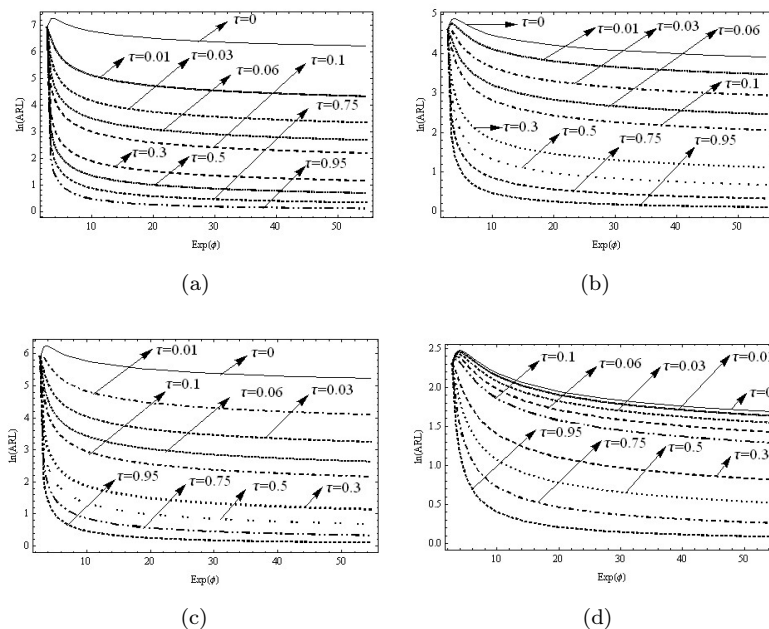 τ=0
τ=0.01
τ=0.03
τ=0.06
τ=0.1
τ=0.75
τ=0.3
τ=0.5
τ=0.95
ln(ARL)
7
6
5
4
3
2
1
0
10
20
30
40
50
Exp(ϕ)
(a)
τ=0
τ=0.01
τ=0.03
τ=0.06
τ=0.1
τ=0.3
τ=0.5
τ=0.75
τ=0.95
ln(ARL)
5
4
3
2
1
0
10
20
30
40
50
Exp(ϕ)
(b)
τ=0.01
τ=0
τ=0.1
τ=0.06
τ=0.03
τ=0.95
τ=0.75
τ=0.5
τ=0.3
ln(ARL)
6
5
4
3
2
1
0
10
20
30
40
50
Exp(ϕ)
(c)
τ=0.1
τ=0.06
τ=0.03
τ=0.95
τ=0.75
τ=0.5
τ=0.3
ln(ARL)
2.5
2.0
1.5
1.0
0.5
0.0
0
10
20
30
40
50
Exp(ϕ)
(d)